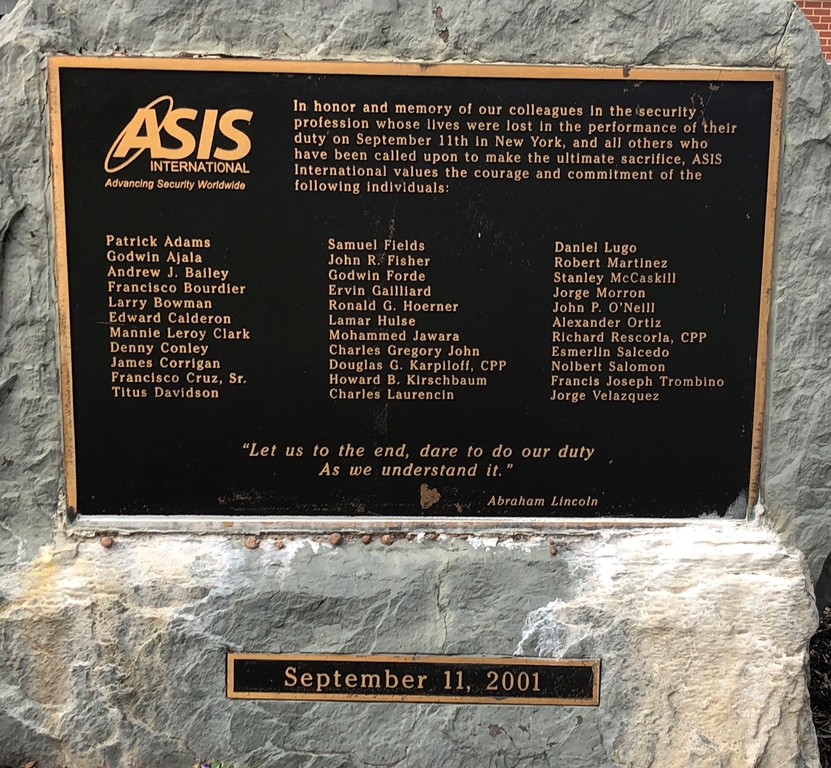 ASIS
INTERNATIONAL
Advancing Security Worldwide
In honor and memory of our colleagues in the security
profession whose lives were lost in the performance of their
duty on September 11th in New York, and all others who
have been called upon to make the ultimate sacrifice, ASIS
International values the courage and commitment of the
following individuals:
Patrick Adams
Godwin Ajala
Andrew J. Bailey
Francisco Bourdier
Larry Bowman
Edward Calderon
Mannie Leroy Clark
Denny Conley
James Corrigan
Francisco Cruz, Sr.
Titus Davidson
Samuel Fields
John R. Fisher
Godwin Forde
Ervin Gailliard
Ronald G. Hoerner
Lamar Hulse
Mohammed Jawara
Charles Gregory John
Douglas G. Karpiloff, CPP
Howard B. Kirschbaum
Charles Laurencin
Daniel Lugo
Robert Martinez
Stanley McCaskill
Jorge Morron
John P. O'Neill
Alexander Ortiz
Richard Rescorla, CPP
Esmerlin Salcedo
Nolbert Salomon
Francis Joseph Trombino
Jorge Velazquez
"Let us to the end, dare to do our duty
As we understand it."
Abraham Lincoln
September 11, 2001